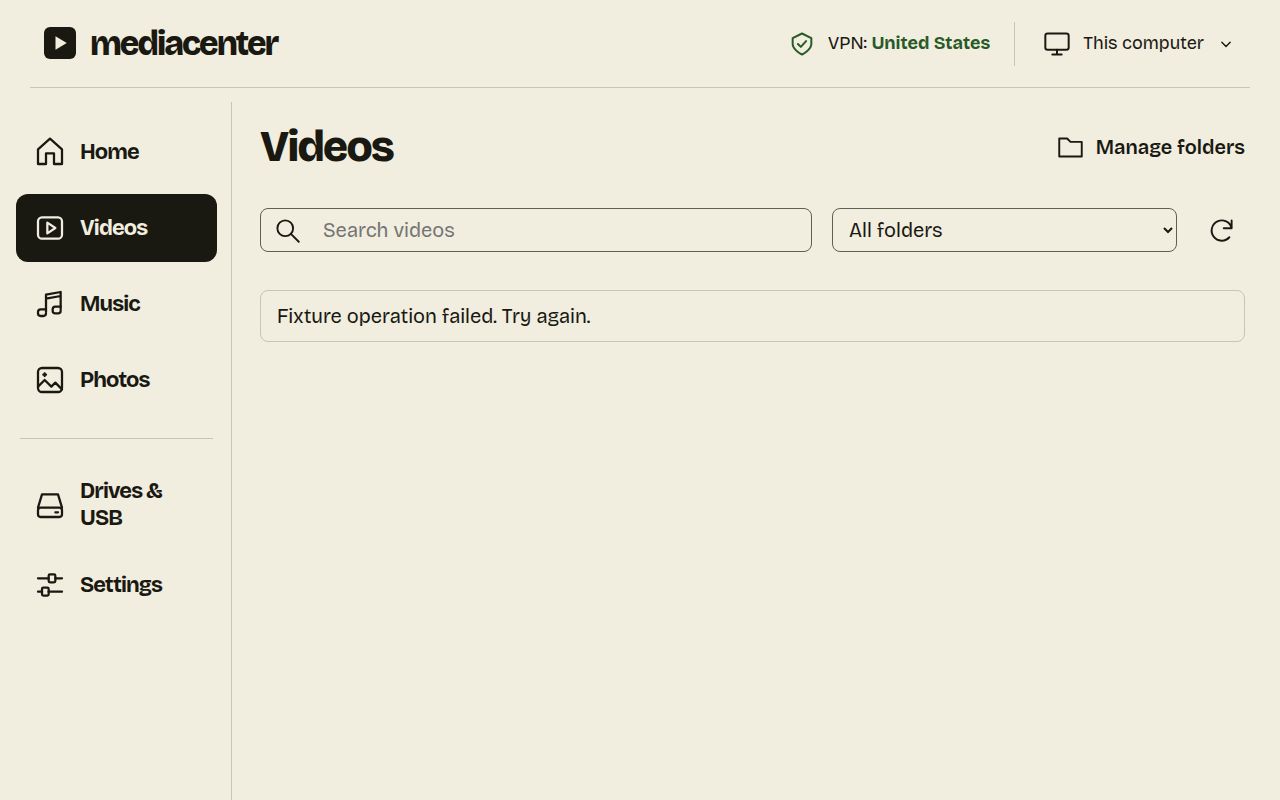 mediacenter
VPN: United States
This computer
Home
Videos
Music
Photos
Drives &
USB
Settings
Videos
Manage folders
Search videos
All folders
Fixture operation failed. Try again.